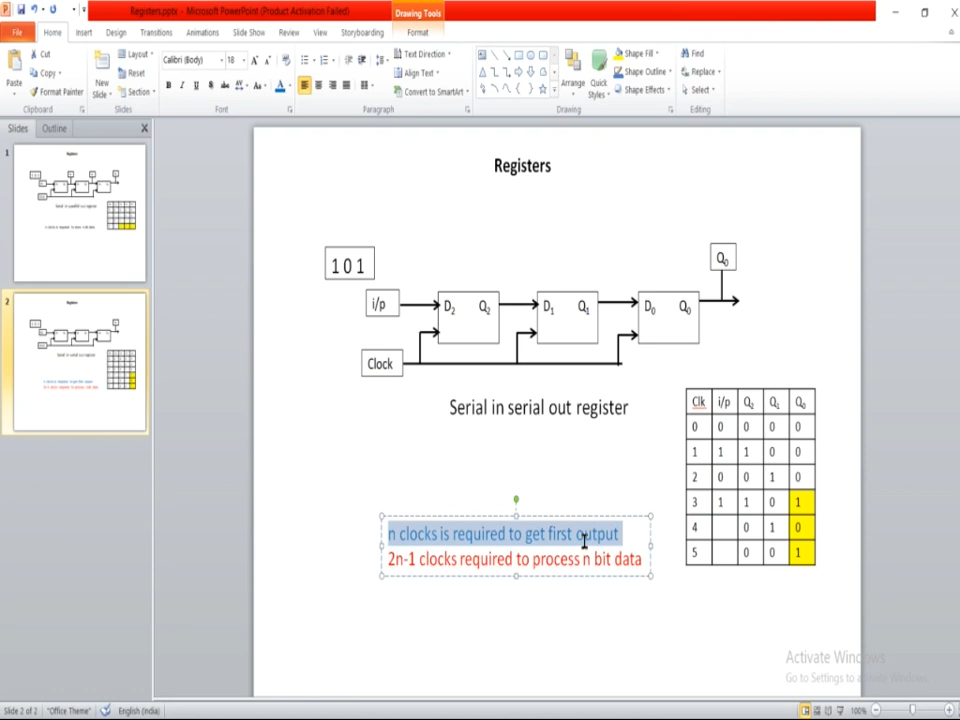 Registers.pptx - Microsoft PowerPoint (Product Activation Failed)
Drawing Tools
File Home Insert Design Transitions Animations Slide Show Review View Storyboarding Format
Paste
Cut
Copy
Format Painter
Clipboard
New Slide
Layout
Reset
Section
Slides
Calibri (Body) 18
Font
Text Direction
Align Text
Convert to SmartArt
Paragraph
Arrange
Quick Styles
Shape Fill
Shape Outline
Shape Effects
Drawing
Find
Replace
Select
Editing
Slides Outline
1
2
Registers
1 0 1
Q0
i/p
D2 Q2
D1 Q1
D0 Q0
Clock
Serial in serial out register
Clk i/p Q2 Q1 Q0
0 0 0 0 0
1 1 1 0 0
2 0 0 1 0
3 1 1 0 1
4 0 1 0
5 0 0 1
n clocks is required to get first output
2n-1 clocks required to process n bit data
Activate Windows
Go to Settings to activate Windows.
Slide 2 of 2 "Office Theme" English (India) 100%